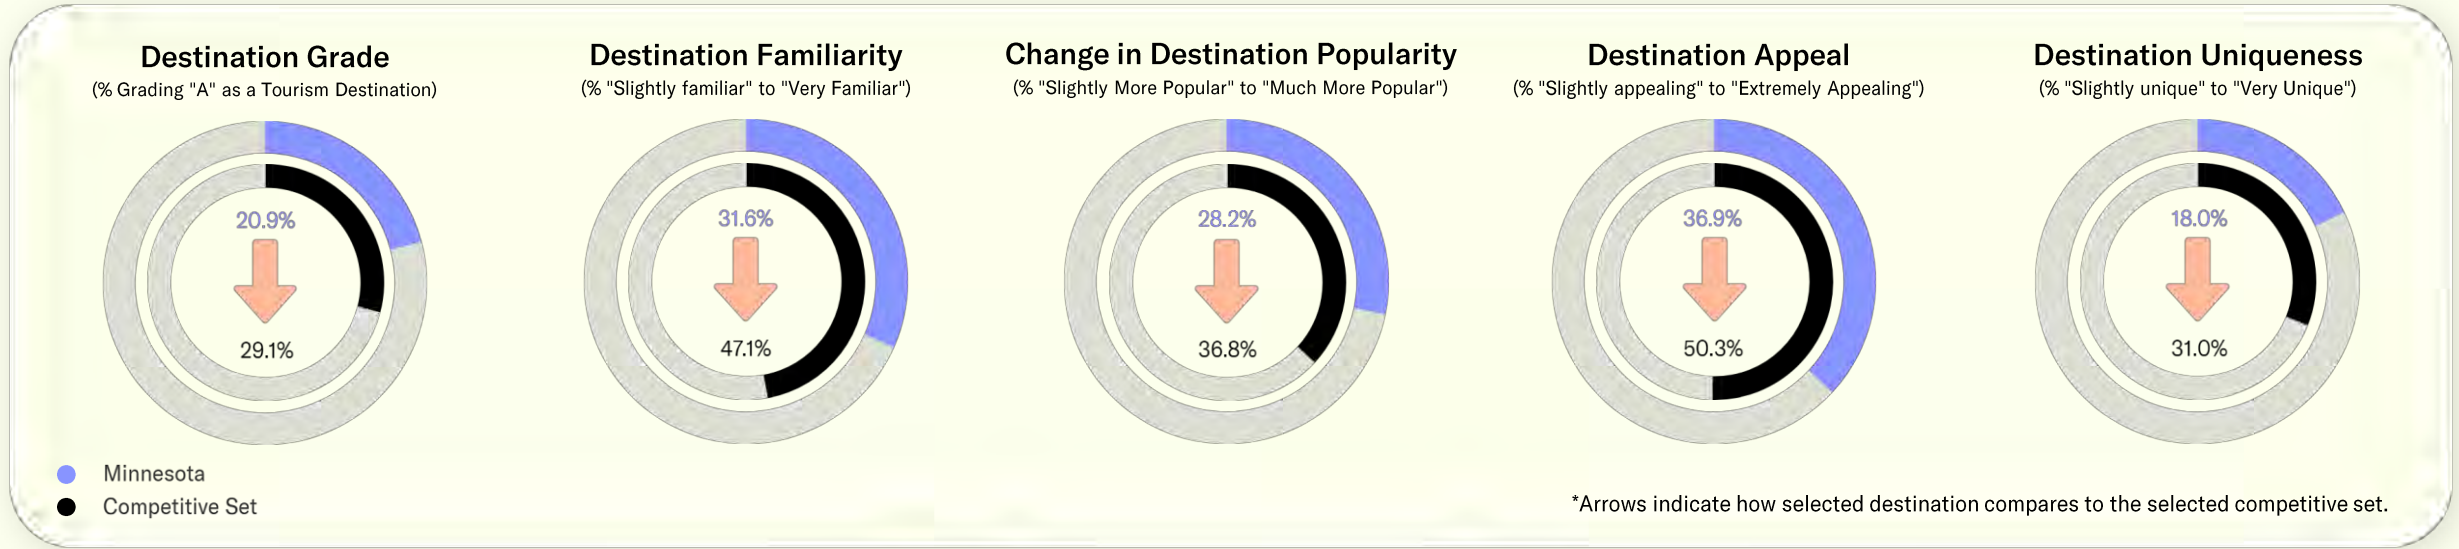 Destination Grade
(% Grading "A" as a Tourism Destination)
20.9%
29.1%
Destination Familiarity
(% "Slightly familiar" to "Very Familiar")
31.6%
47.1%
Change in Destination Popularity
(% "Slightly More Popular" to "Much More Popular")
28.2%
36.8%
Destination Appeal
(% "Slightly appealing" to "Extremely Appealing")
36.9%
50.3%
Destination Uniqueness
(% "Slightly unique" to "Very Unique")
18.0%
31.0%
Minnesota
Competitive Set
*Arrows indicate how selected destination compares to the selected competitive set.